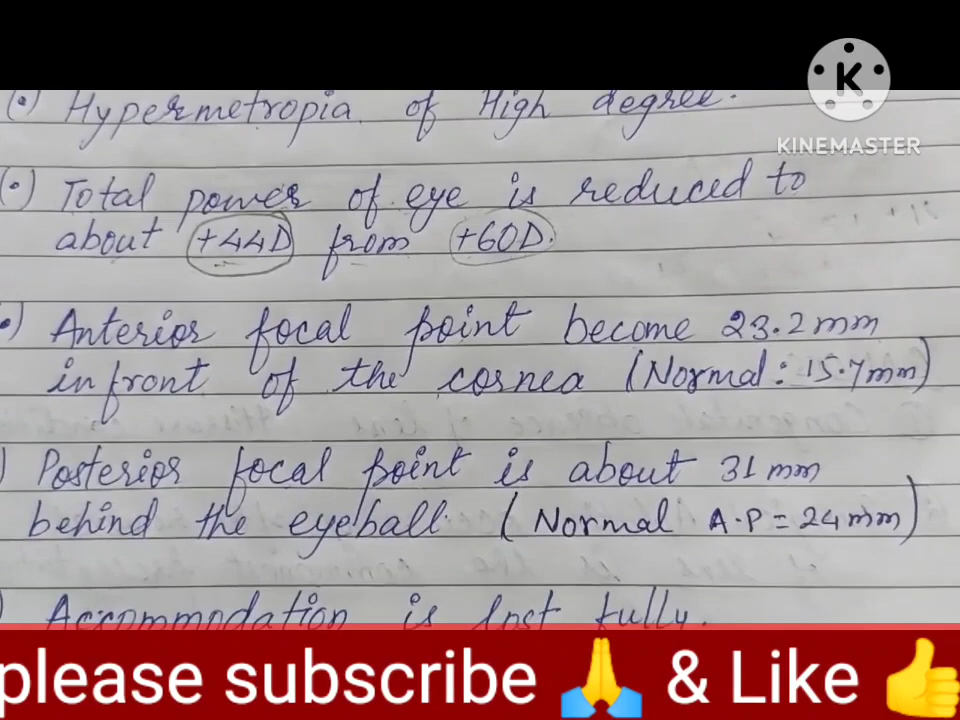 K
KINEMASTER
(•) Hypermetropia of High degree.
(•) Total power of eye is reduced to
about +44D from +60D.
•) Anterior focal point become 23.2mm
infront of the cornea (Normal: 15.7mm)
) Posterior focal point is about 31mm
behind the eyeball. (Normal A.P = 24mm)
) Accommodation is lost fully.
please subscribe 🙏 & Like 👍